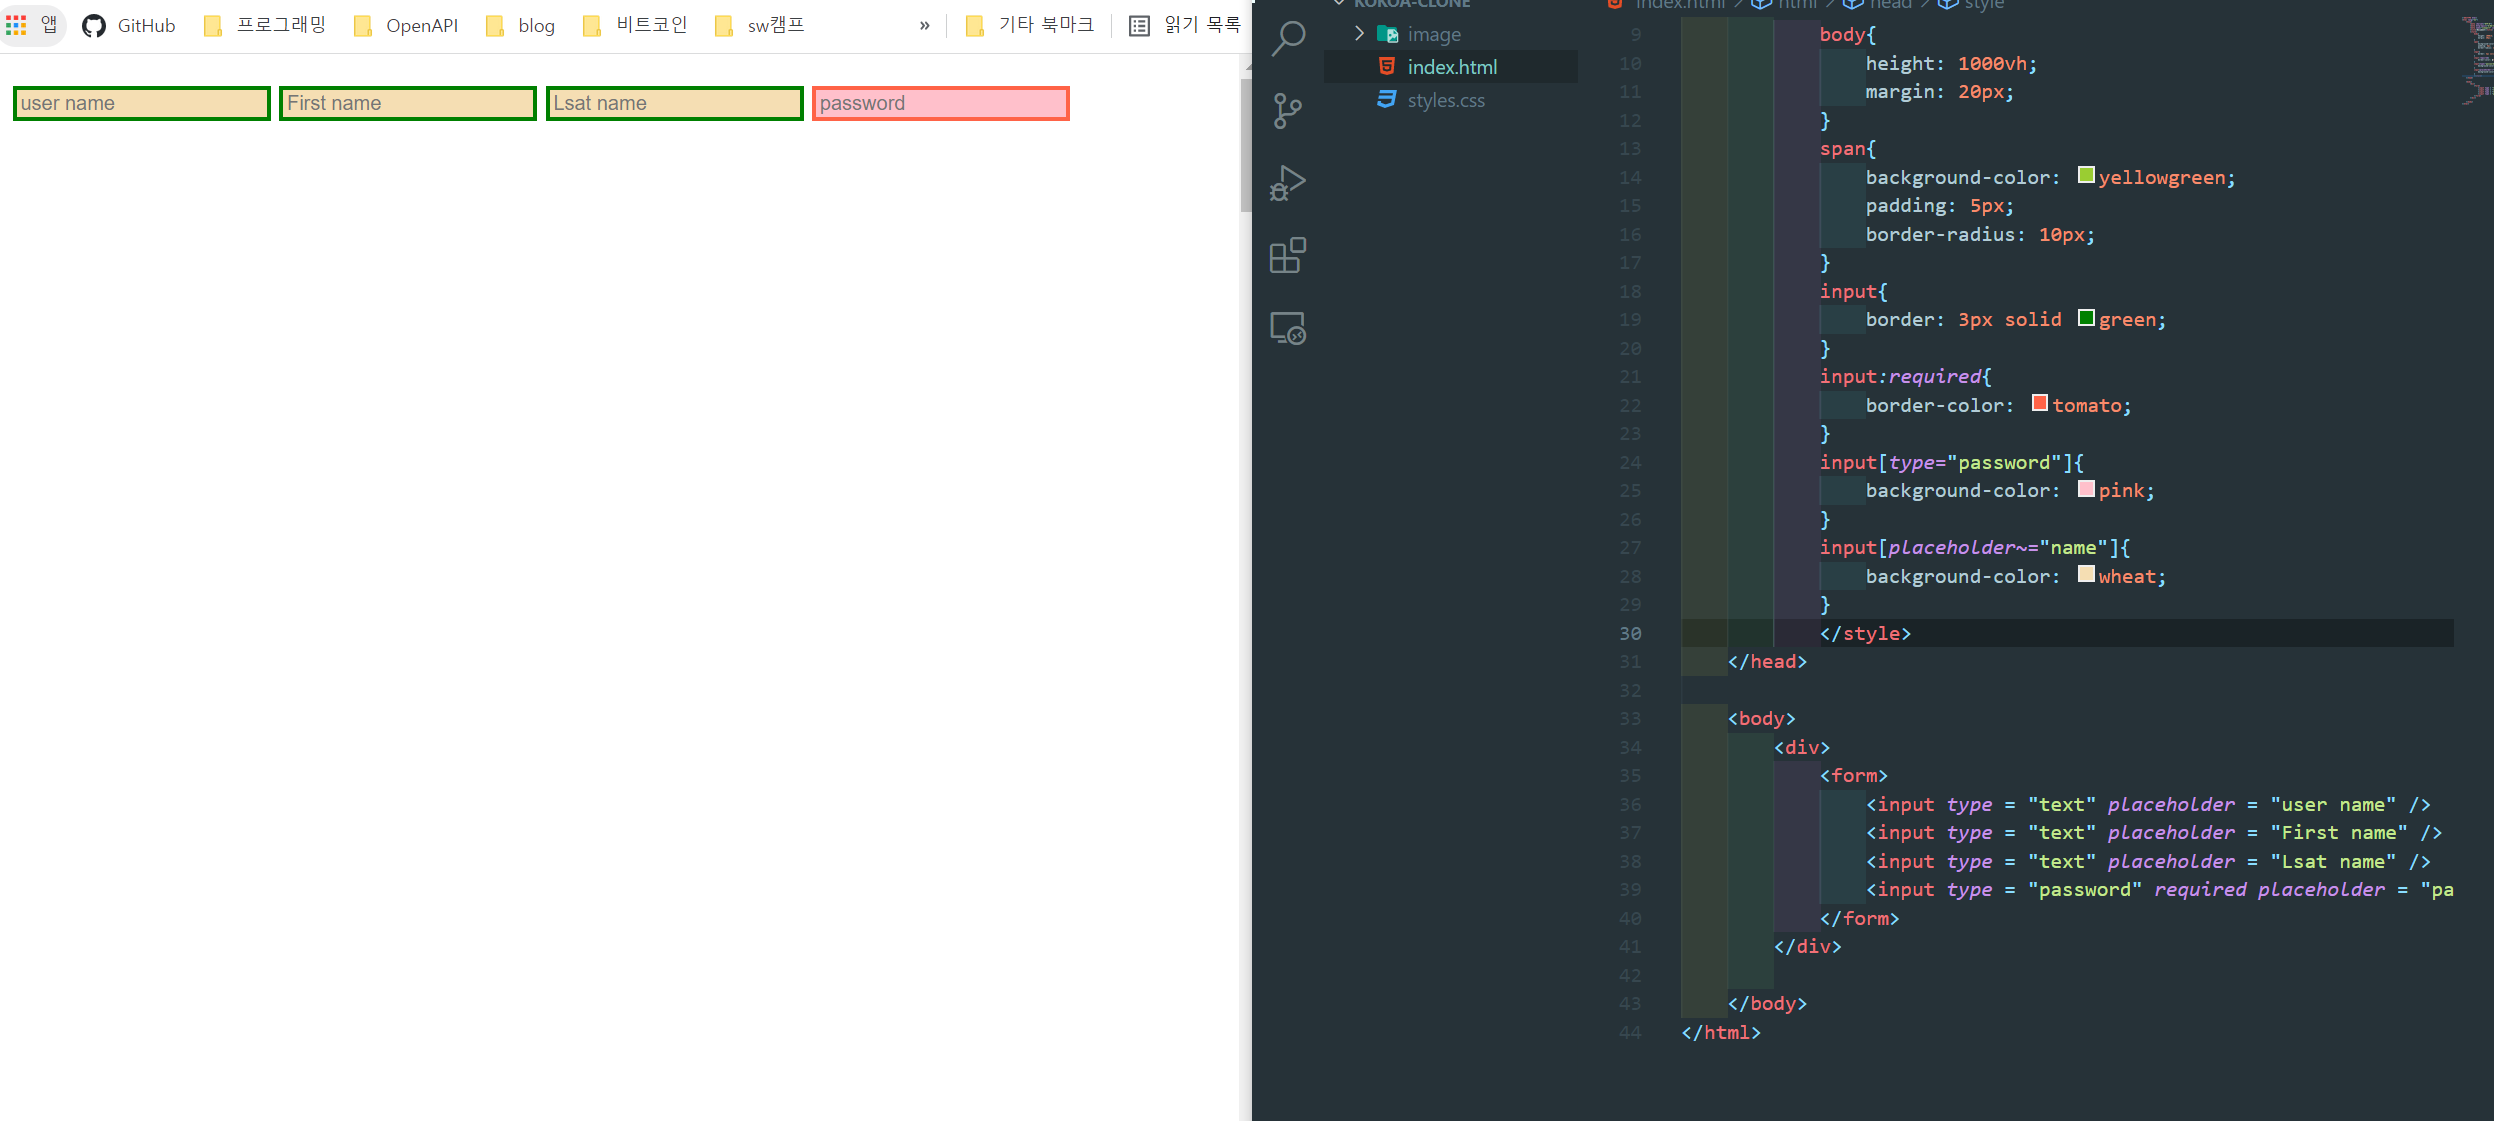 앱 GitHub 프로그래밍 OpenAPI blog 비트코인 sw캠프 » 기타 북마크 읽기 목록
user name First name Lsat name password
KOKOA-CLONE
image
index.html
styles.css
index.html > html > head > style
9 body{
10 height: 1000vh;
11 margin: 20px;
12 }
13 span{
14 background-color: yellowgreen;
15 padding: 5px;
16 border-radius: 10px;
17 }
18 input{
19 border: 3px solid green;
20 }
21 input:required{
22 border-color: tomato;
23 }
24 input[type="password"]{
25 background-color: pink;
26 }
27 input[placeholder~="name"]{
28 background-color: wheat;
29 }
30 </style>
31 </head>
32
33 <body>
34 <div>
35 <form>
36 <input type = "text" placeholder = "user name" />
37 <input type = "text" placeholder = "First name" />
38 <input type = "text" placeholder = "Lsat name" />
39 <input type = "password" required placeholder = "pa
40 </form>
41 </div>
42
43 </body>
44 </html>